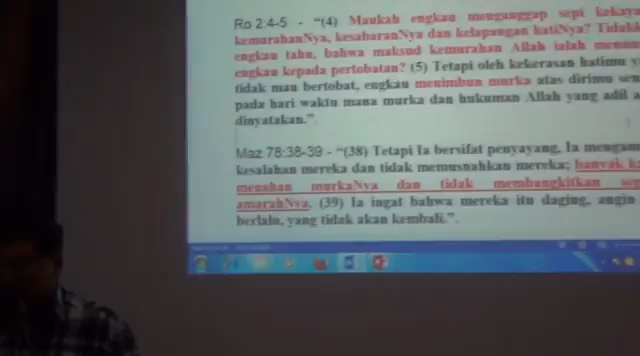 Ro 2:4-5 - “(4) Maukah engkau menganggap sepi kekaya
kemurahanNya, kesabaranNya dan kelapangan hatiNya? Tidakk
engkau tahu, bahwa maksud kemurahan Allah ialah menun
engkau kepada pertobatan? (5) Tetapi oleh kekerasan hatimu y
tidak mau bertobat, engkau menimbun murka atas dirimu sen
pada hari waktu mana murka dan hukuman Allah yang adil a
dinyatakan.”
Maz 78:38-39 - “(38) Tetapi Ia bersifat penyayang, Ia mengam
kesalahan mereka dan tidak memusnahkan mereka; banyak ka
menahan murkaNya dan tidak membangkitkan seg
amarahNya. (39) Ia ingat bahwa mereka itu daging, angin
berlalu, yang tidak akan kembali.”.